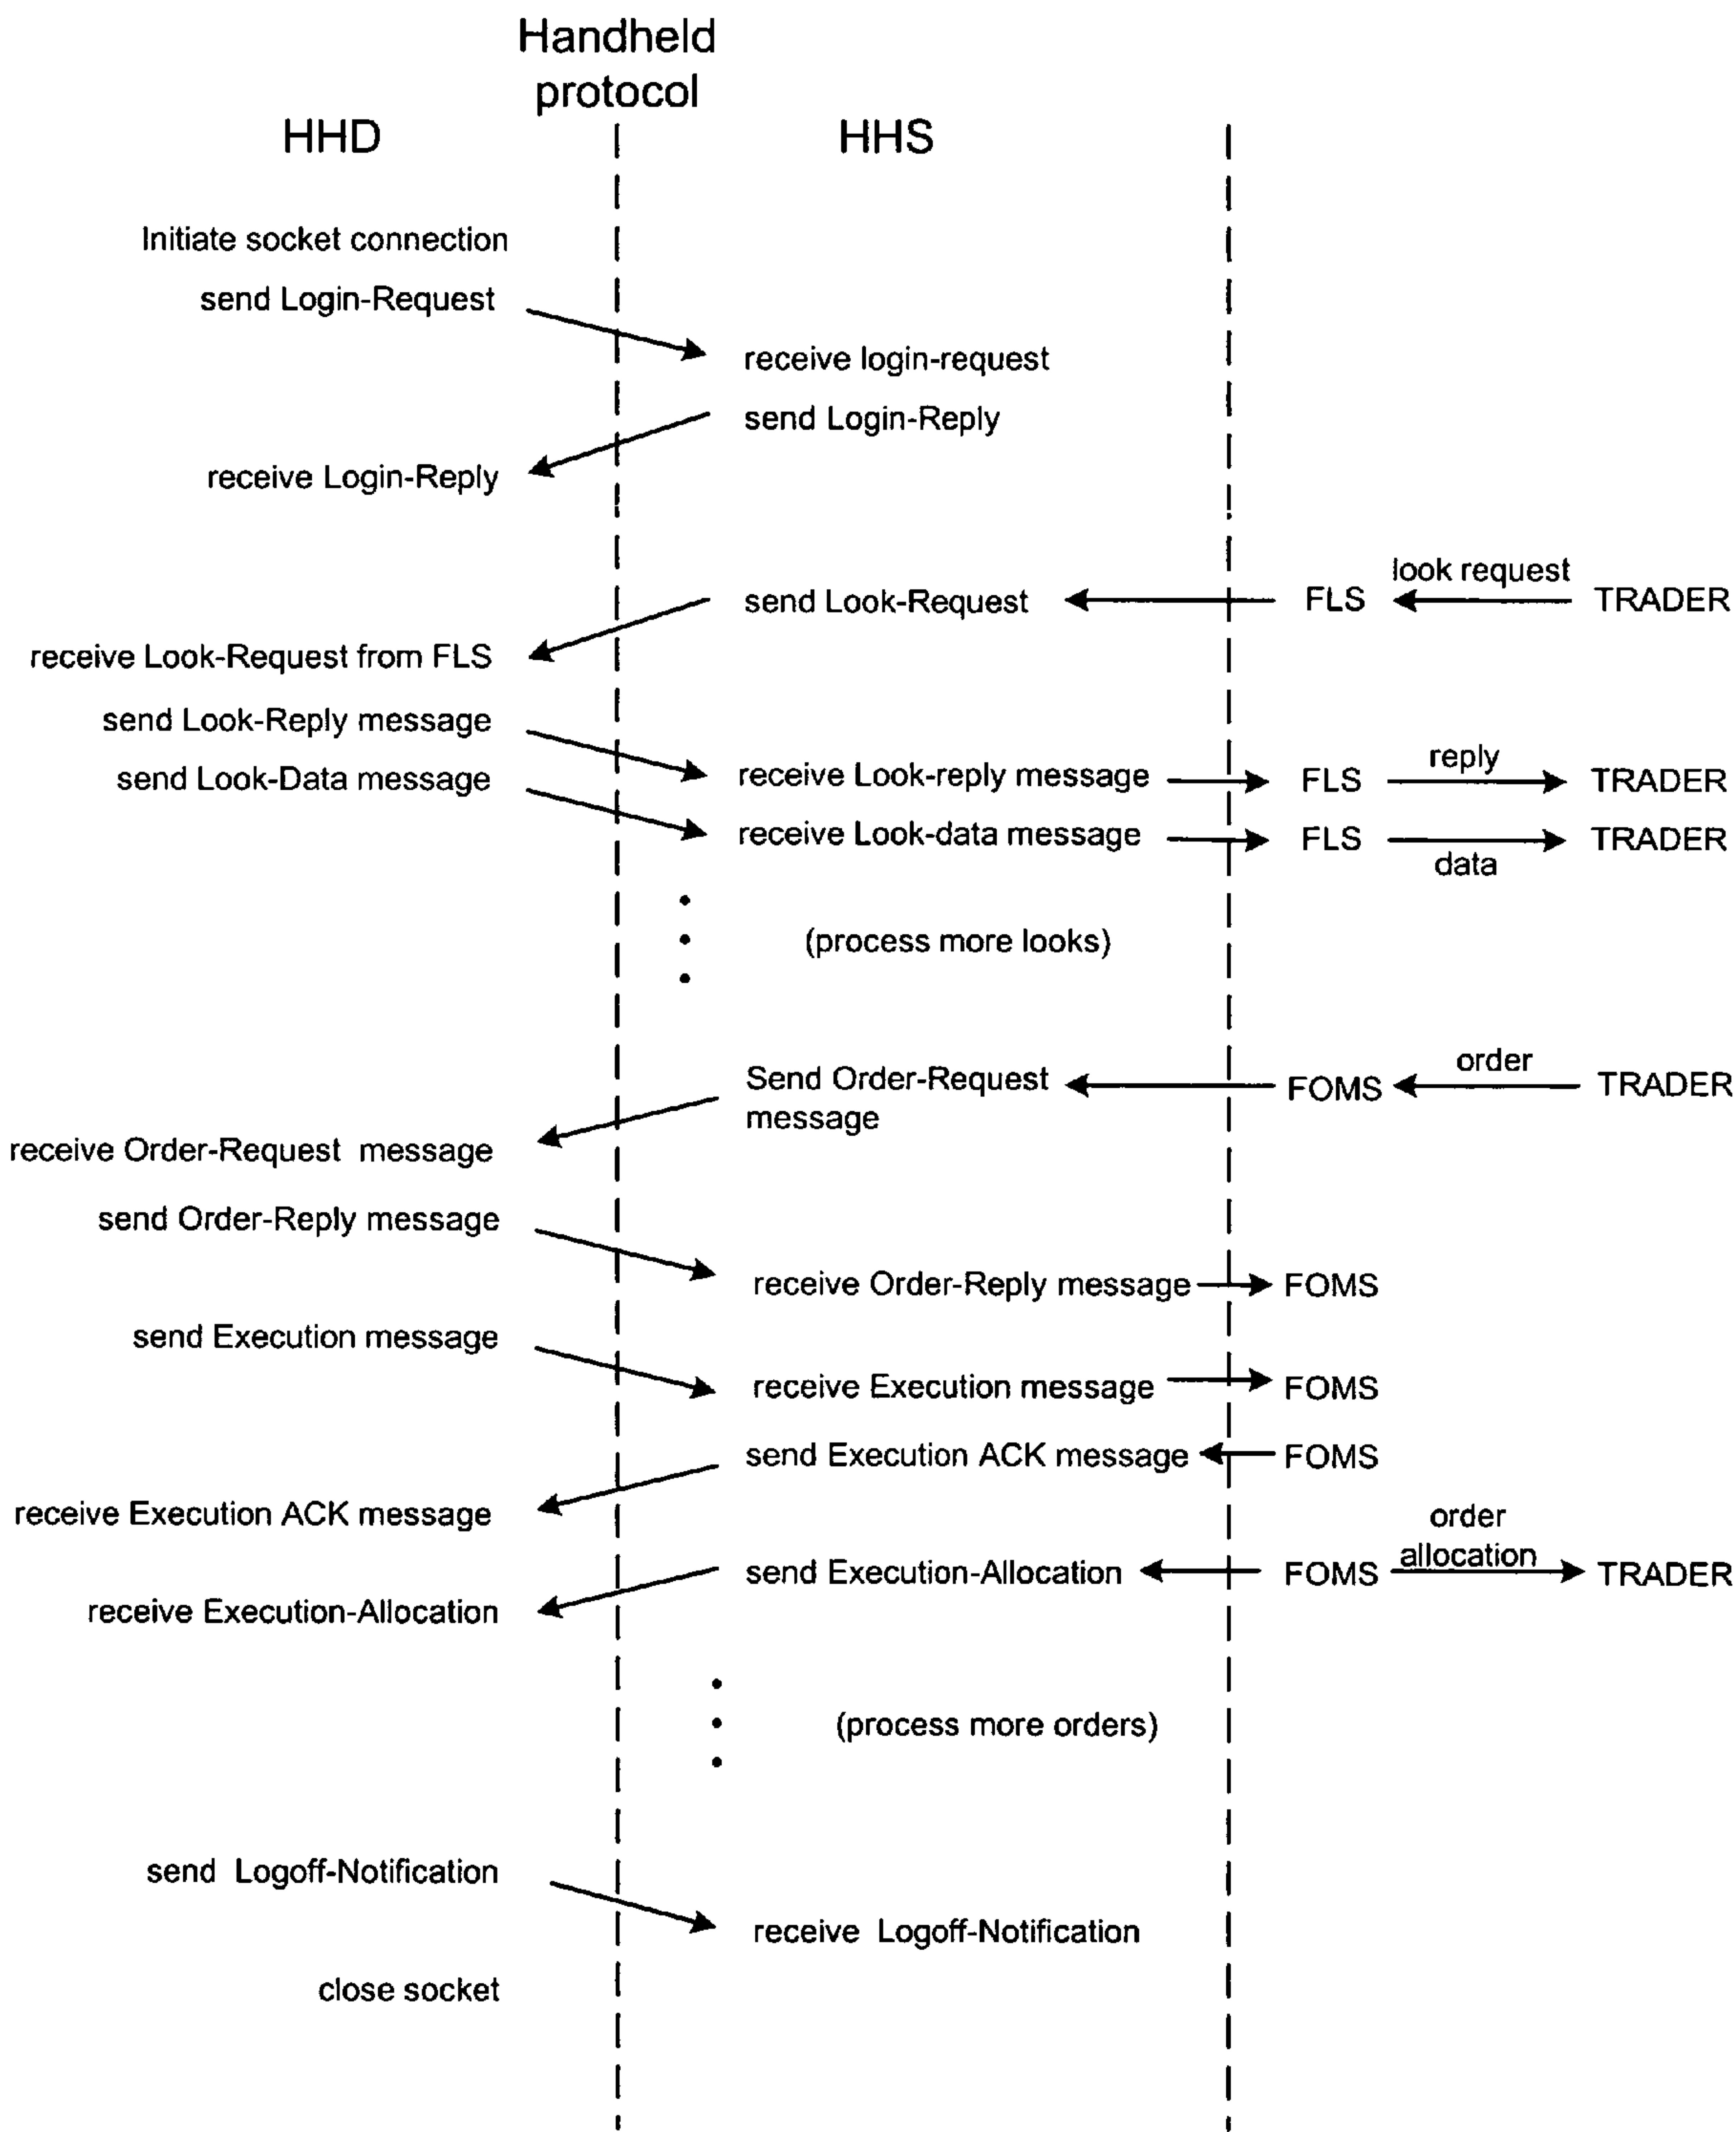 Handheld
protocol
HHD
HHS
Initiate socket connection
send Login-Request
receive login-request
send Login-Reply
receive Login-Reply
look request
send Look-Request
FLS
TRADER
receive Look-Request from FLS
send Look-Reply message
reply
receive Look-reply message
FLS
TRADER
send Look-Data message
receive Look-data message
FLS
TRADER
data
(process more looks)
order
Send Order-Request
message
FOMS
TRADER
receive Order-Request message
send Order-Reply message
receive Order-Reply message
FOMS
send Execution message
receive Execution message
FOMS
send Execution ACK message
FOMS
receive Execution ACK message
order
allocation
send Execution-Allocation
FOMS
TRADER
receive Execution-Allocation
(process more orders)
send Logoff-Notification
receive Logoff-Notification
close socket